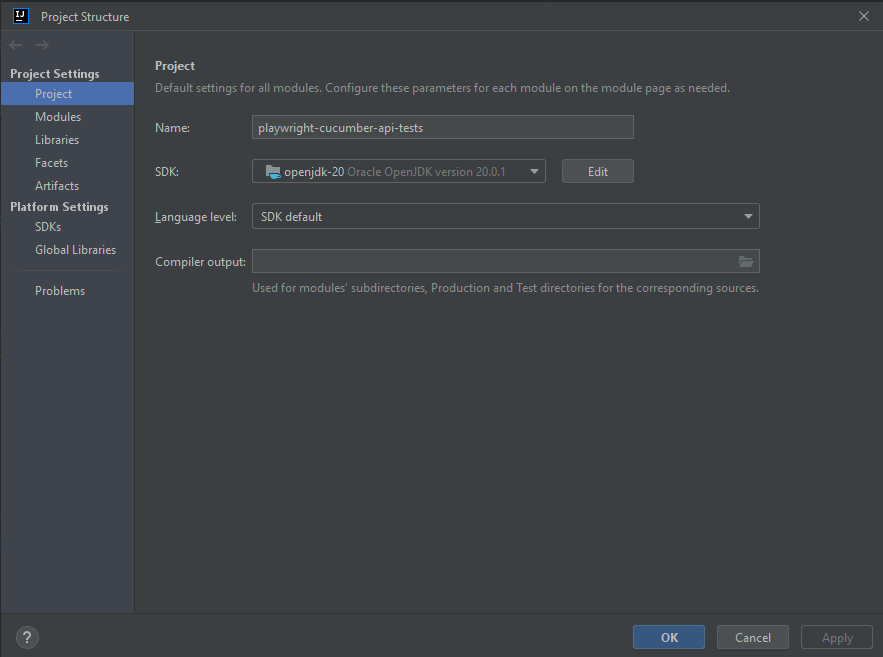 IJ
Project Structure
Project Settings
Project
Modules
Libraries
Facets
Artifacts
Platform Settings
SDKs
Global Libraries
Problems
Project
Default settings for all modules. Configure these parameters for each module on the module page as needed.
Name: playwright-cucumber-api-tests
SDK: openjdk-20 Oracle OpenJDK version 20.0.1 Edit
Language level: SDK default
Compiler output:
Used for modules' subdirectories, Production and Test directories for the corresponding sources.
? OK Cancel Apply